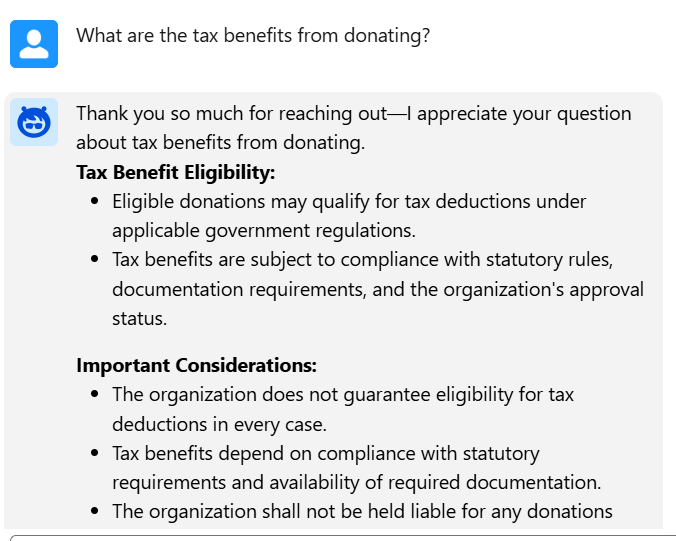 What are the tax benefits from donating?
Thank you so much for reaching out—I appreciate your question
about tax benefits from donating.
Tax Benefit Eligibility:
• Eligible donations may qualify for tax deductions under
applicable government regulations.
• Tax benefits are subject to compliance with statutory rules,
documentation requirements, and the organization's approval
status.
Important Considerations:
• The organization does not guarantee eligibility for tax
deductions in every case.
• Tax benefits depend on compliance with statutory
requirements and availability of required documentation.
• The organization shall not be held liable for any donations